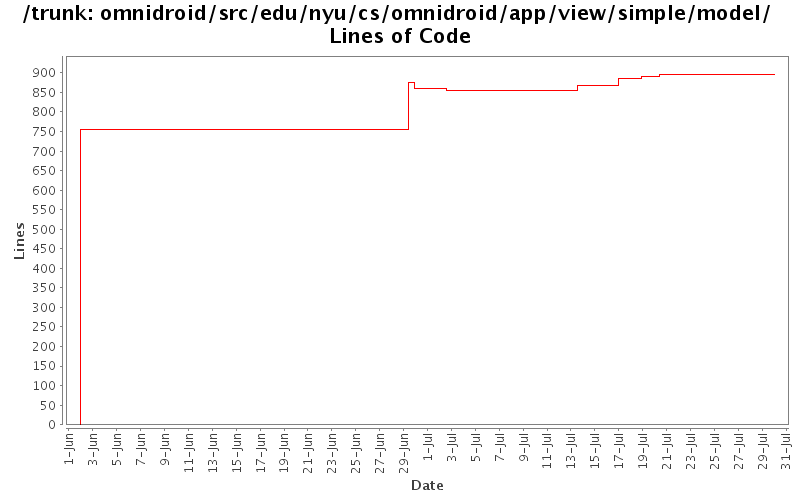 /trunk: omnidroid/src/edu/nyu/cs/omnidroid/app/view/simple/model/
Lines of Code
900
850
800
750
700
650
600
550
500
450
400
350
300
250
200
150
100
50
0
Lines
1-Jun
3-Jun
5-Jun
7-Jun
9-Jun
11-Jun
13-Jun
15-Jun
17-Jun
19-Jun
21-Jun
23-Jun
25-Jun
27-Jun
29-Jun
1-Jul
3-Jul
5-Jul
7-Jul
9-Jul
11-Jul
13-Jul
15-Jul
17-Jul
19-Jul
21-Jul
23-Jul
25-Jul
27-Jul
29-Jul
31-Jul
Date